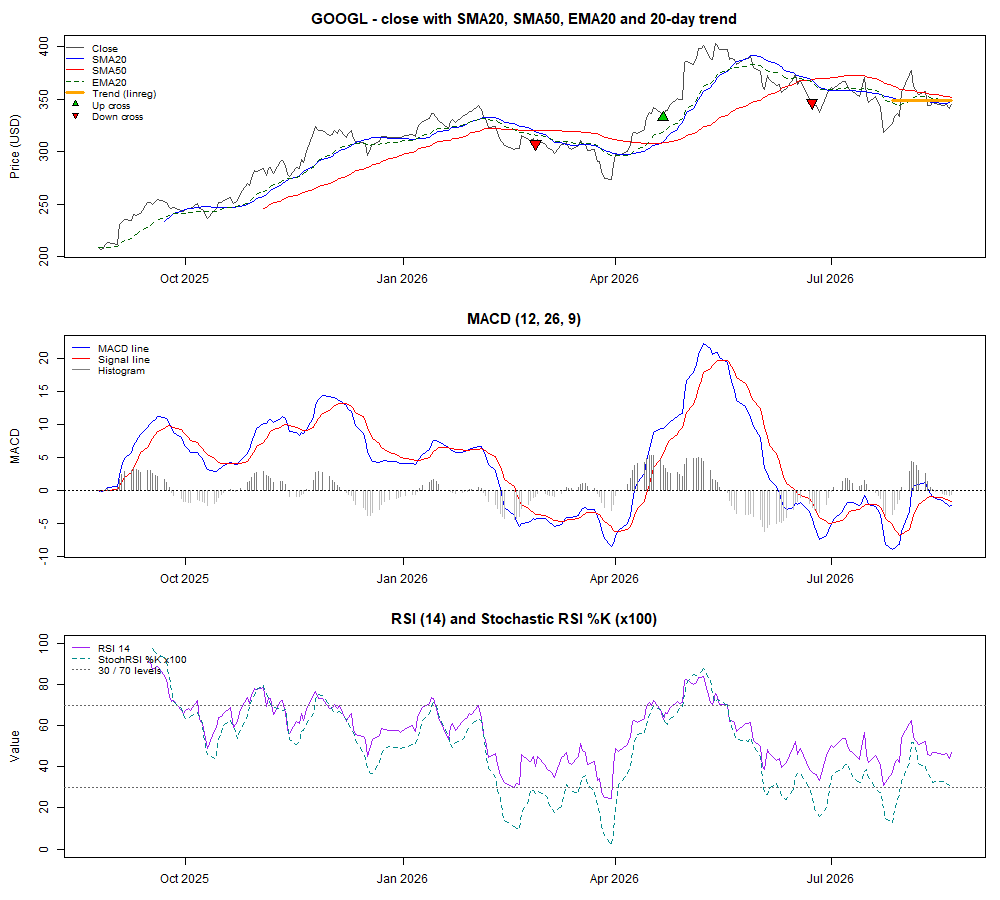 GOOGL - close with SMA20, SMA50, EMA20 and 20-day trend
Price (USD)
400
350
300
250
200
Close
SMA20
SMA50
EMA20
Trend (linreg)
Up cross
Down cross
Oct 2025
Jan 2026
Apr 2026
Jul 2026
MACD (12, 26, 9)
MACD
20
15
10
5
0
-5
-10
MACD line
Signal line
Histogram
Oct 2025
Jan 2026
Apr 2026
Jul 2026
RSI (14) and Stochastic RSI %K (x100)
Value
100
80
60
40
20
0
RSI 14
StochRSI %K x100
30 / 70 levels
Oct 2025
Jan 2026
Apr 2026
Jul 2026